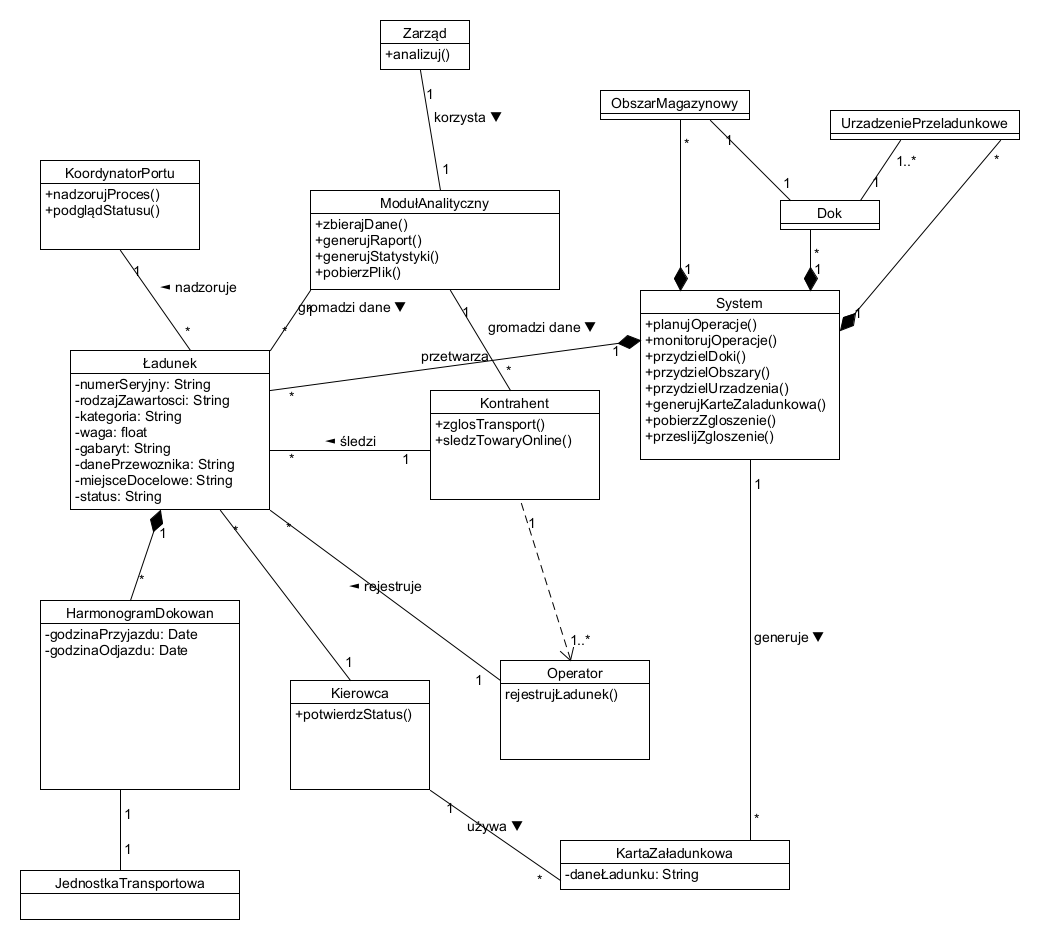 Zarząd
+analizuj()
1
korzysta ▼
1
ObszarMagazynowy
*
1
UrzadzeniePrzeladunkowe
1..*
*
1
1
Dok
*
1
1
1
KoordynatorPortu
+nadzorujProces()
+podglądStatusu()
1
◄ nadzoruje
*
ModułAnalityczny
+zbierajDane()
+generujRaport()
+generujStatystyki()
+pobierzPlik()
1
gromadzi dane ▼
*
1
gromadzi dane ▼
*
System
+planujOperacje()
+monitorujOperacje()
+przydzielDoki()
+przydzielObszary()
+przydzielUrzadzenia()
+generujKarteZaladunkowa()
+pobierzZgloszenie()
+przeslijZgloszenie()
1
przetwarza
*
Ładunek
-numerSeryjny: String
-rodzajZawartosci: String
-kategoria: String
-waga: float
-gabaryt: String
-danePrzewoznika: String
-miejsceDocelowe: String
-status: String
Kontrahent
+zglosTransport()
+sledzTowaryOnline()
◄ śledzi
*
1
1
1..*
1
*
*
1
*
◄ rejestruje
1
1
generuje ▼
*
HarmonogramDokowan
-godzinaPrzyjazdu: Date
-godzinaOdjazdu: Date
Kierowca
+potwierdzStatus()
Operator
rejestrujŁadunek()
1
1
1
używa ▼
*
JednostkaTransportowa
KartaZaładunkowa
-daneŁadunku: String